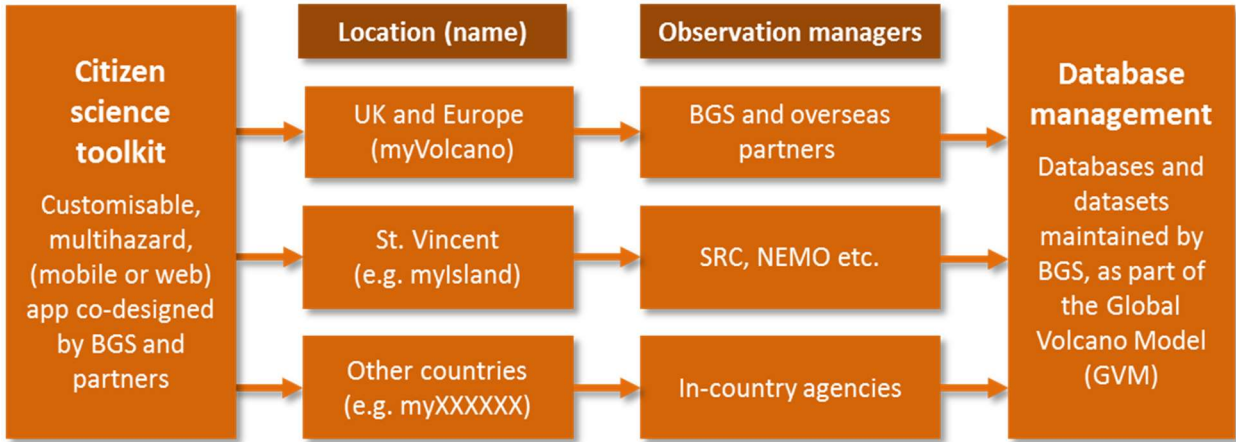 Citizen
science
toolkit
Customisable,
multihazard,
(mobile or web)
app co-designed
by BGS and
partners
Location (name)
UK and Europe
(myVolcano)
St. Vincent
(e.g. myIsland)
Other countries
(e.g. myXXXXXX)
Observation managers
BGS and overseas
partners
SRC, NEMO etc.
In-country agencies
Database
management
Databases and
datasets
maintained by
BGS, as part of
the Global
Volcano Model
(GVM)